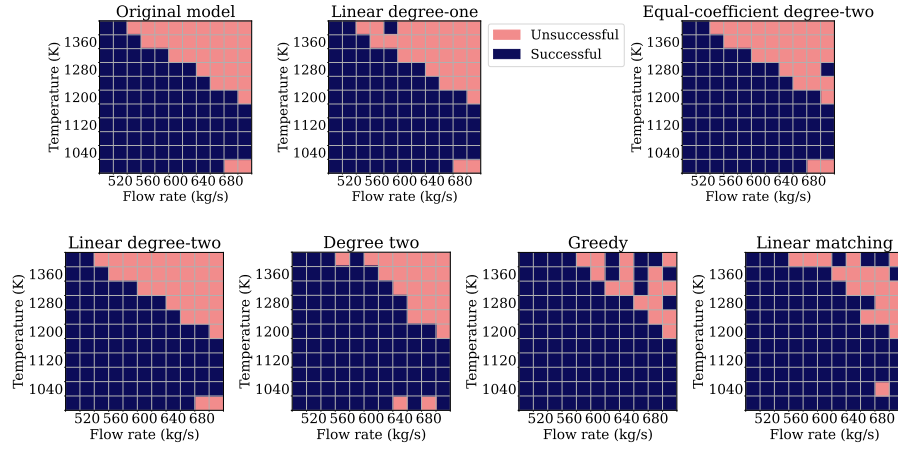 Original model
Linear degree-one
Equal-coefficient degree-two
Unsuccessful
Successful
Temperature (K)
1360
1280
1200
1120
1040
520 560 600 640 680
Flow rate (kg/s)
Temperature (K)
1360
1280
1200
1120
1040
520 560 600 640 680
Flow rate (kg/s)
Temperature (K)
1360
1280
1200
1120
1040
520 560 600 640 680
Flow rate (kg/s)
Linear degree-two
Degree two
Greedy
Linear matching
Temperature (K)
1360
1280
1200
1120
1040
520 560 600 640 680
Flow rate (kg/s)
Temperature (K)
1360
1280
1200
1120
1040
520 560 600 640 680
Flow rate (kg/s)
Temperature (K)
1360
1280
1200
1120
1040
520 560 600 640 680
Flow rate (kg/s)
Temperature (K)
1360
1280
1200
1120
1040
520 560 600 640 680
Flow rate (kg/s)